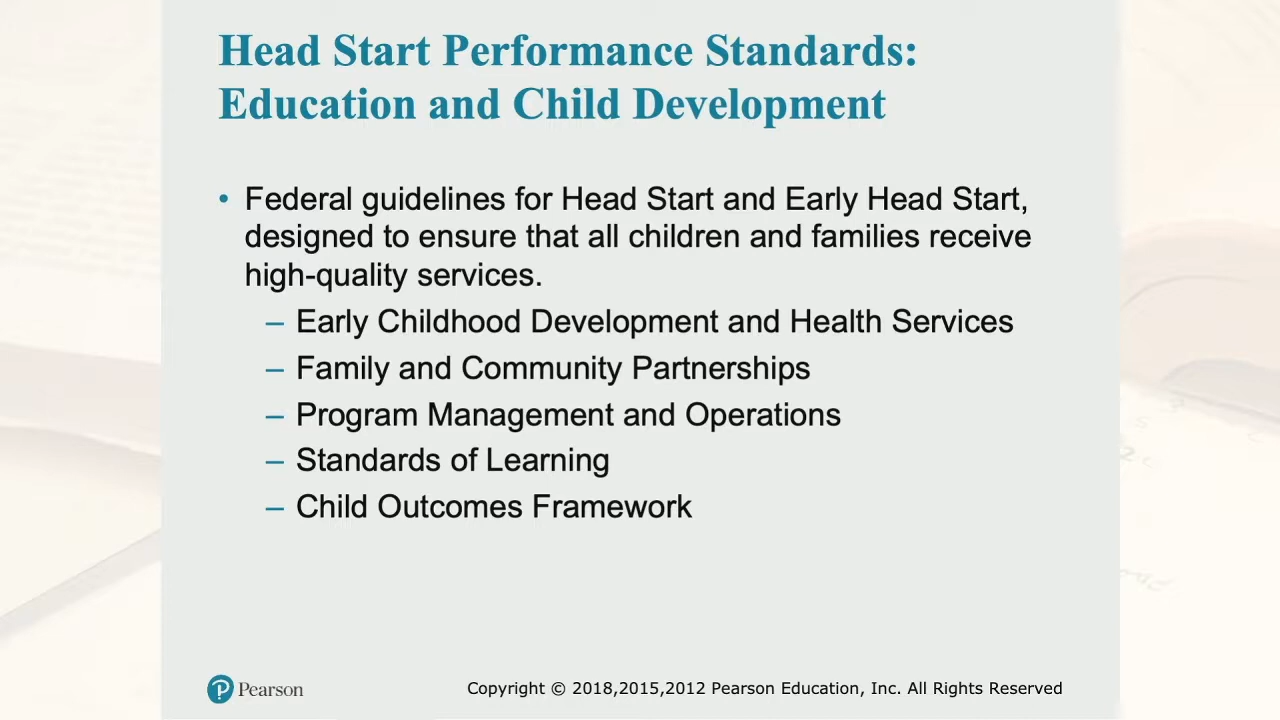 Head Start Performance Standards:
Education and Child Development
• Federal guidelines for Head Start and Early Head Start,
designed to ensure that all children and families receive
high-quality services.
– Early Childhood Development and Health Services
– Family and Community Partnerships
– Program Management and Operations
– Standards of Learning
– Child Outcomes Framework
Pearson
Copyright © 2018,2015,2012 Pearson Education, Inc. All Rights Reserved